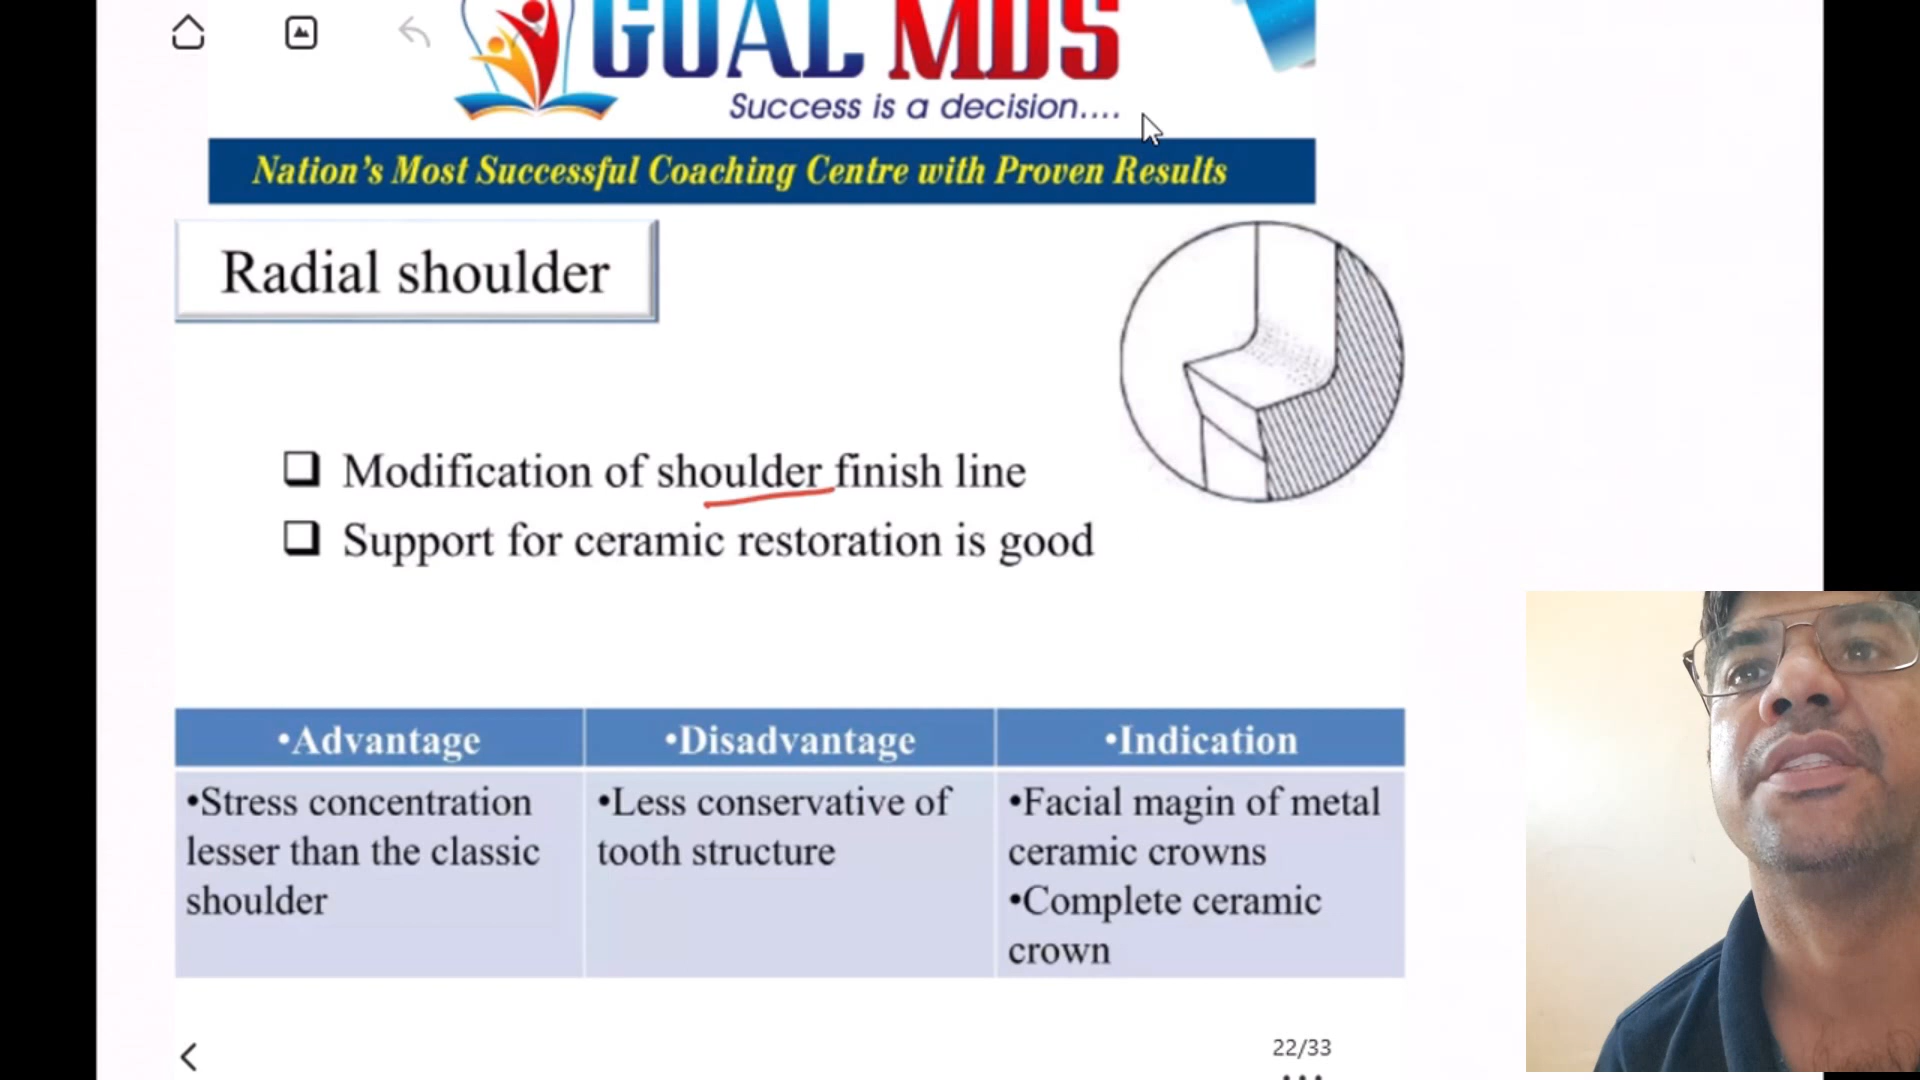 GOAL MDS
Success is a decision....
Nation's Most Successful Coaching Centre with Proven Results
Radial shoulder
❑ Modification of shoulder finish line
❑ Support for ceramic restoration is good
•Advantage
•Disadvantage
•Indication
•Stress concentration
lesser than the classic
shoulder
•Less conservative of
tooth structure
•Facial magin of metal
ceramic crowns
•Complete ceramic
crown
22/33